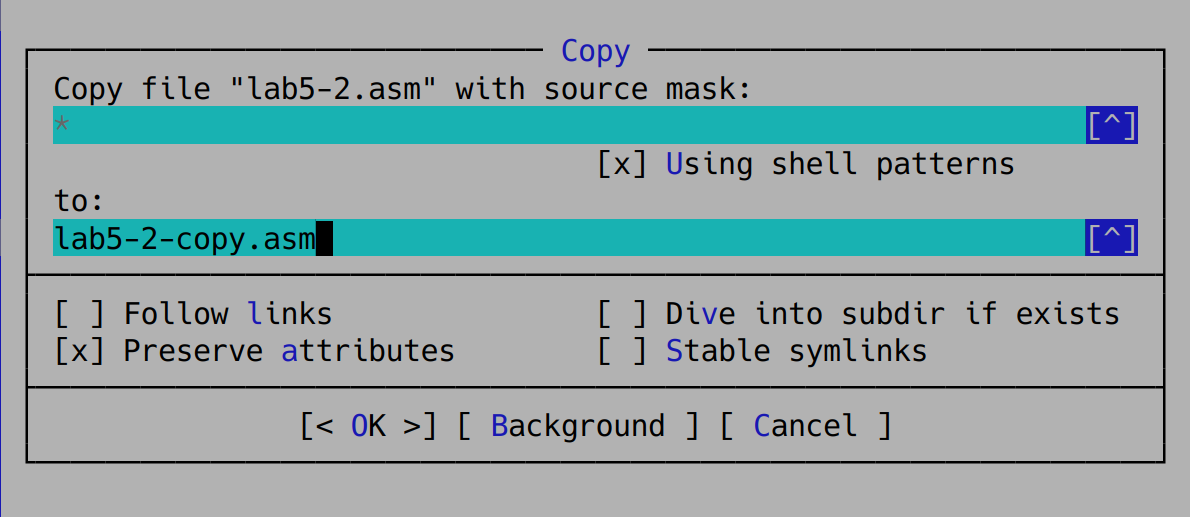 Copy
Copy file "lab5-2.asm" with source mask:
* [^]
[x] Using shell patterns
to:
lab5-2-copy.asm [^]
[ ] Follow links [ ] Dive into subdir if exists
[x] Preserve attributes [ ] Stable symlinks
[< OK >] [ Background ] [ Cancel ]